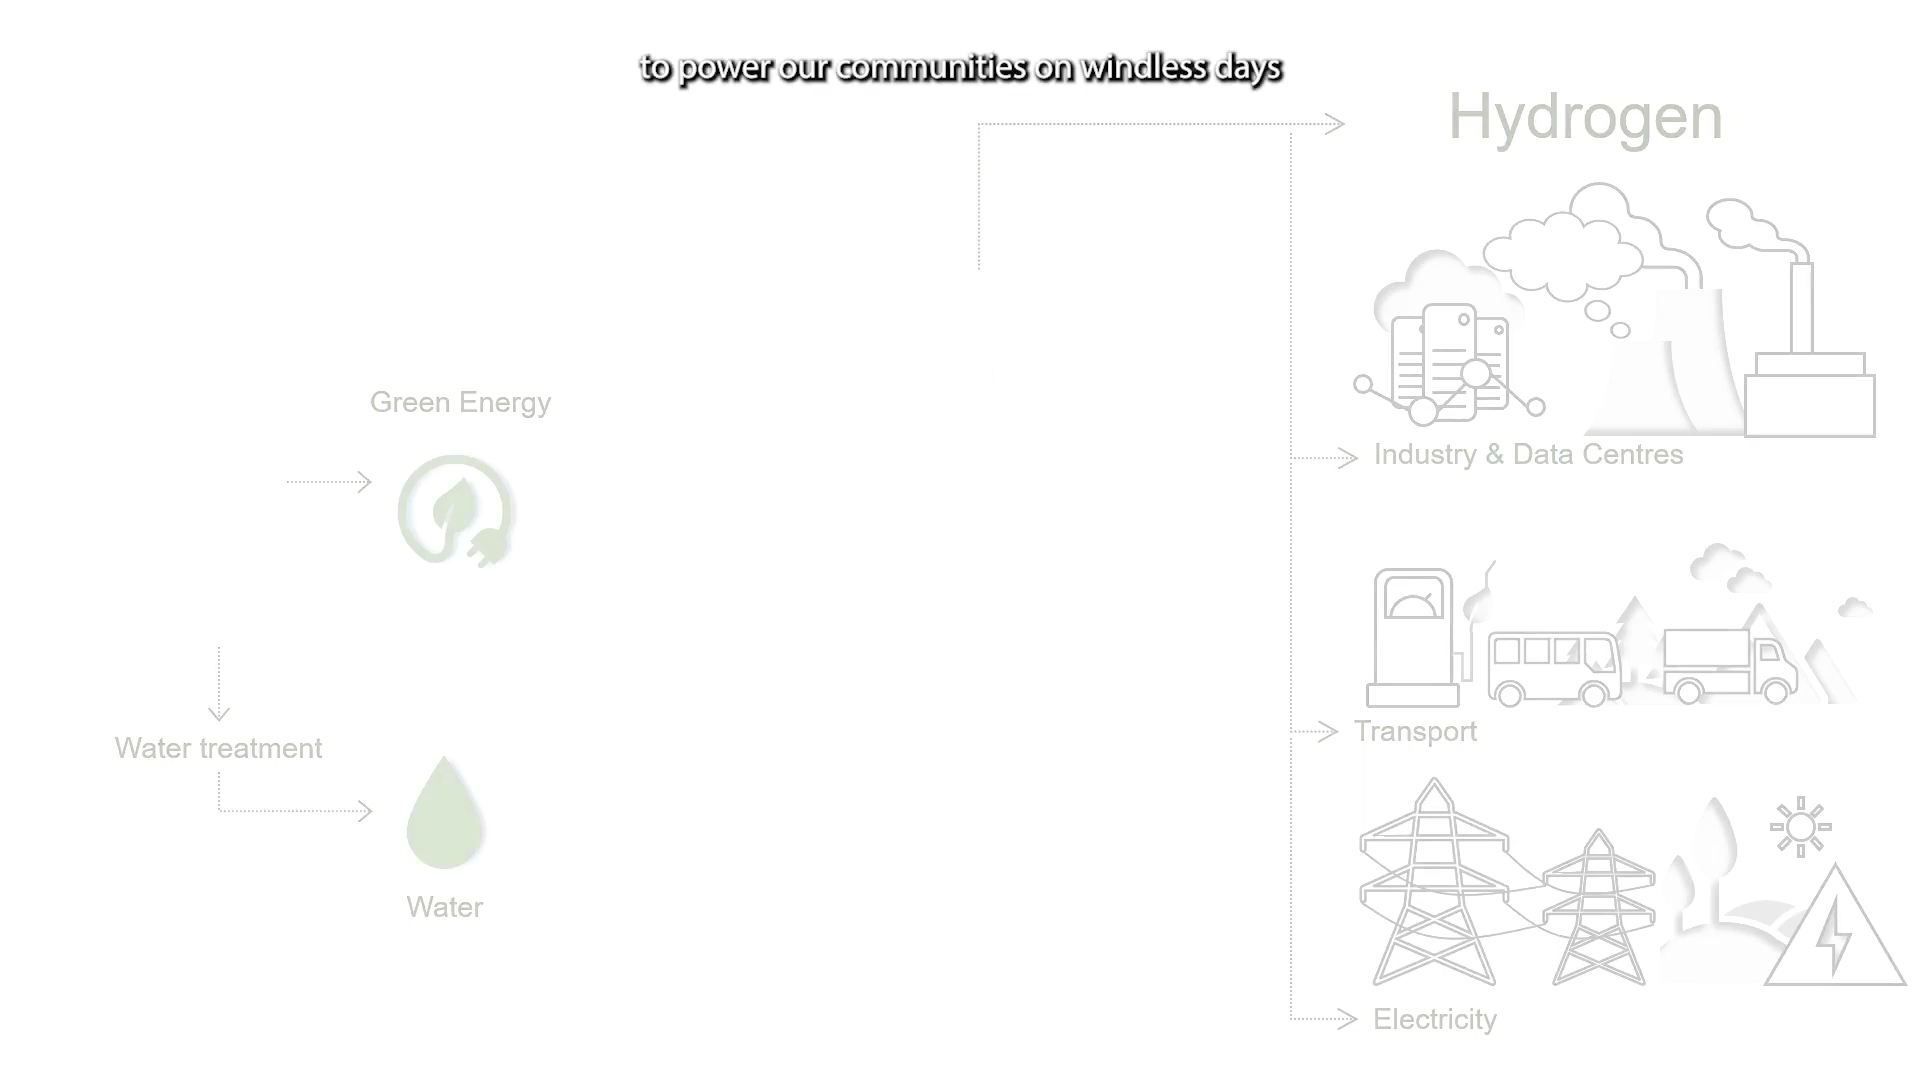 to power our communities on windless days
Hydrogen
Green Energy
Industry & Data Centres
Transport
Water treatment
Water
Electricity